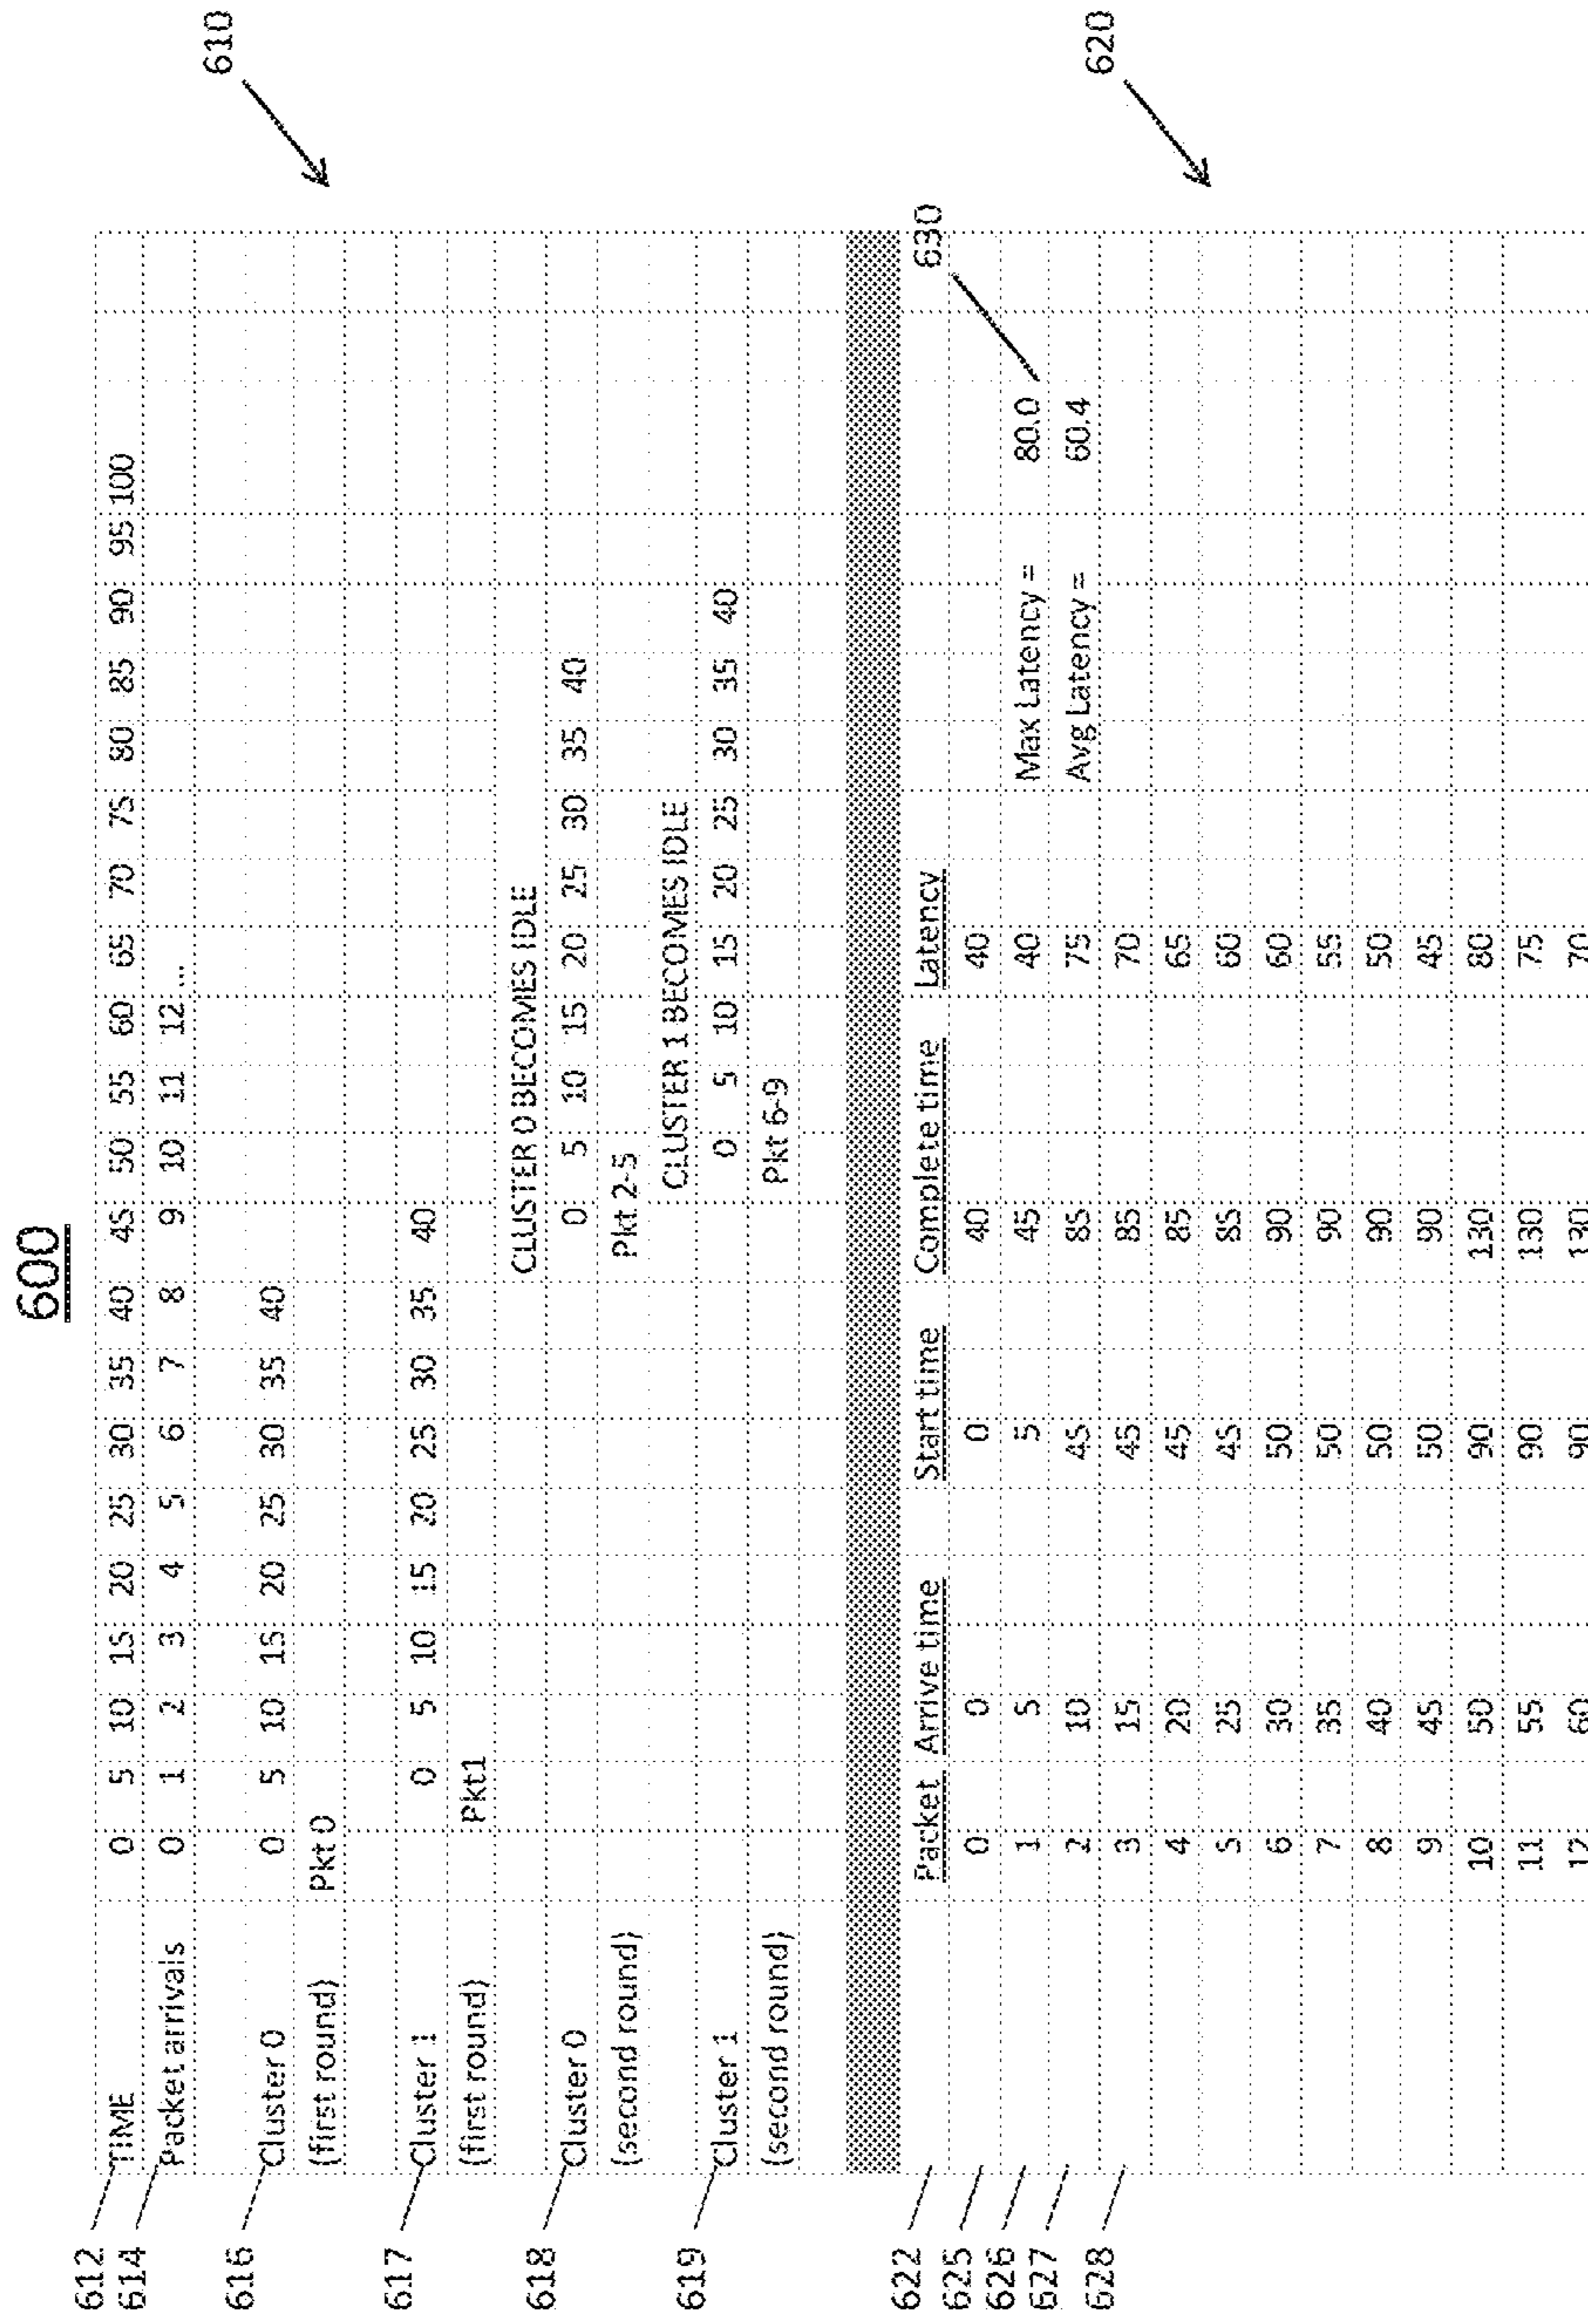 600
610
612 TIME 0 5 10 15 20 25 30 35 40 45 50 55 60 65 70 75 80 85 90 95 100
614 Packet arrivals 0 1 2 3 4 5 6 7 8 9 10 11 12 ...
616 Cluster 0 0 5 10 15 20 25 30 35 40
(first round) Pkt 0
617 Cluster 1 0 5 10 15 20 25 30 35 40
(first round) Pkt1
CLUSTER 0 BECOMES IDLE
618 Cluster 0 0 5 10 15 20 25 30 35 40
(second round) Pkt 2-5
CLUSTER 1 BECOMES IDLE
619 Cluster 1 0 5 10 15 20 25 30 35 40
(second round) Pkt 6-9
620
630
622 Packet Arrive time Start time Complete time Latency
625 0 0 0 40 40
626 1 5 5 45 40 Max Latency = 80.0
627 2 10 45 85 75 Avg Latency = 60.4
628 3 15 45 85 70
4 20 45 85 65
5 25 45 85 60
6 30 50 90 60
7 35 50 90 55
8 40 50 90 50
9 45 50 90 45
10 50 90 130 80
11 55 90 130 75
12 60 90 130 70